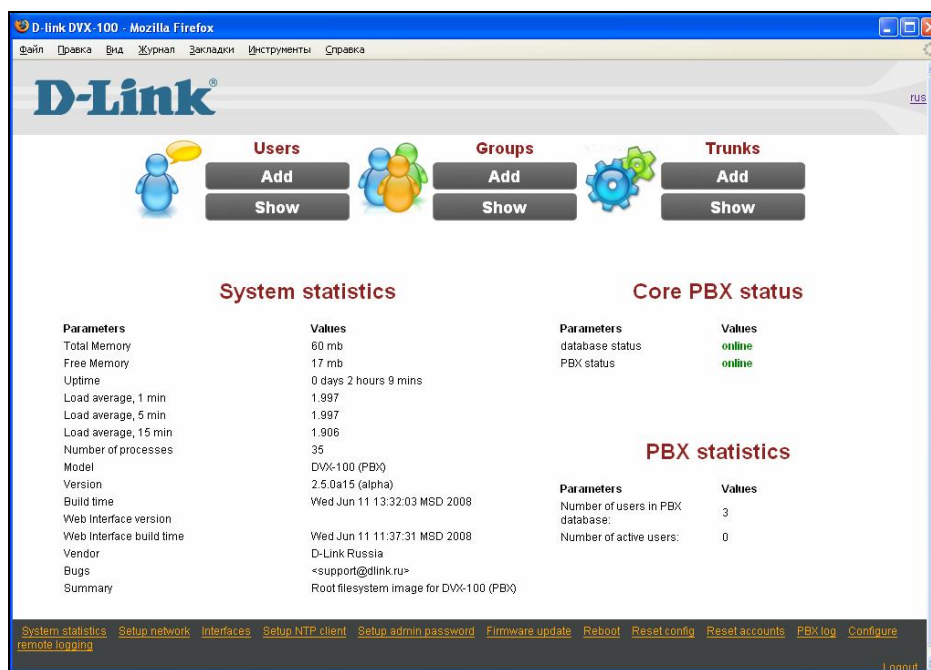 D-link DVX-100 - Mozilla Firefox
Файл Правка Вид Журнал Закладки Инструменты Справка
D-Link®
rus
Users
Add
Show
Groups
Add
Show
Trunks
Add
Show
System statistics
Parameters Values
Total Memory 60 mb
Free Memory 17 mb
Uptime 0 days 2 hours 9 mins
Load average, 1 min 1.997
Load average, 5 min 1.997
Load average, 15 min 1.906
Number of processes 35
Model DVX-100 (PBX)
Version 2.5.0a15 (alpha)
Build time Wed Jun 11 13:32:03 MSD 2008
Web Interface version
Web Interface build time Wed Jun 11 11:37:31 MSD 2008
Vendor D-Link Russia
Bugs <support@dlink.ru>
Summary Root filesystem image for DVX-100 (PBX)
Core PBX status
Parameters Values
database status online
PBX status online
PBX statistics
Parameters Values
Number of users in PBX
database: 3
Number of active users: 0
System statistics Setup network Interfaces Setup NTP client Setup admin password Firmware update Reboot Reset config Reset accounts PBX log Configure
remote logging
Logout